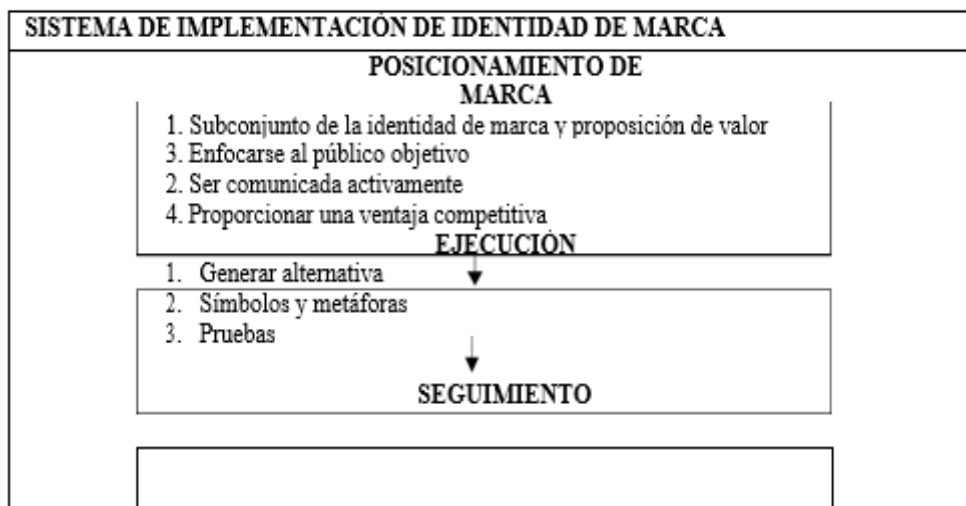 SISTEMA DE IMPLEMENTACIÓN DE IDENTIDAD DE MARCA
POSICIONAMIENTO DE
MARCA
1. Subconjunto de la identidad de marca y proposición de valor
3. Enfocarse al público objetivo
2. Ser comunicada activamente
4. Proporcionar una ventaja competitiva
EJECUCIÓN
1. Generar alternativa
2. Símbolos y metáforas
3. Pruebas
SEGUIMIENTO